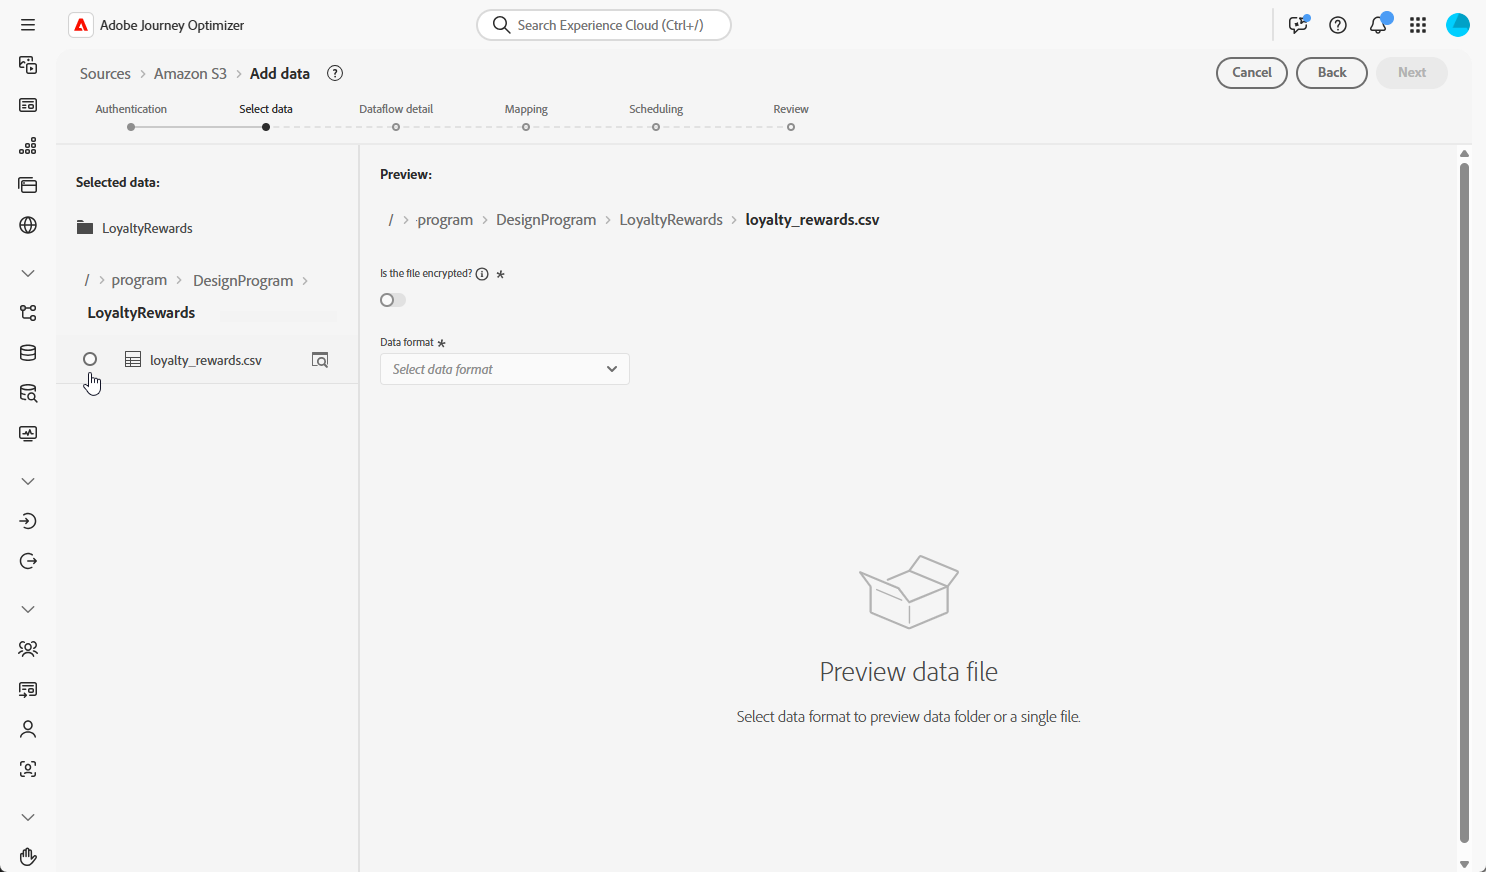 Adobe Journey Optimizer
Search Experience Cloud (Ctrl+/)
Sources > Amazon S3 > Add data
Cancel
Back
Next
Authentication
Select data
Dataflow detail
Mapping
Scheduling
Review
Selected data:
LoyaltyRewards
/ > program > DesignProgram >
LoyaltyRewards
loyalty_rewards.csv
Preview:
/ > program > DesignProgram > LoyaltyRewards > loyalty_rewards.csv
Is the file encrypted? *
Data format *
Select data format
Preview data file
Select data format to preview data folder or a single file.